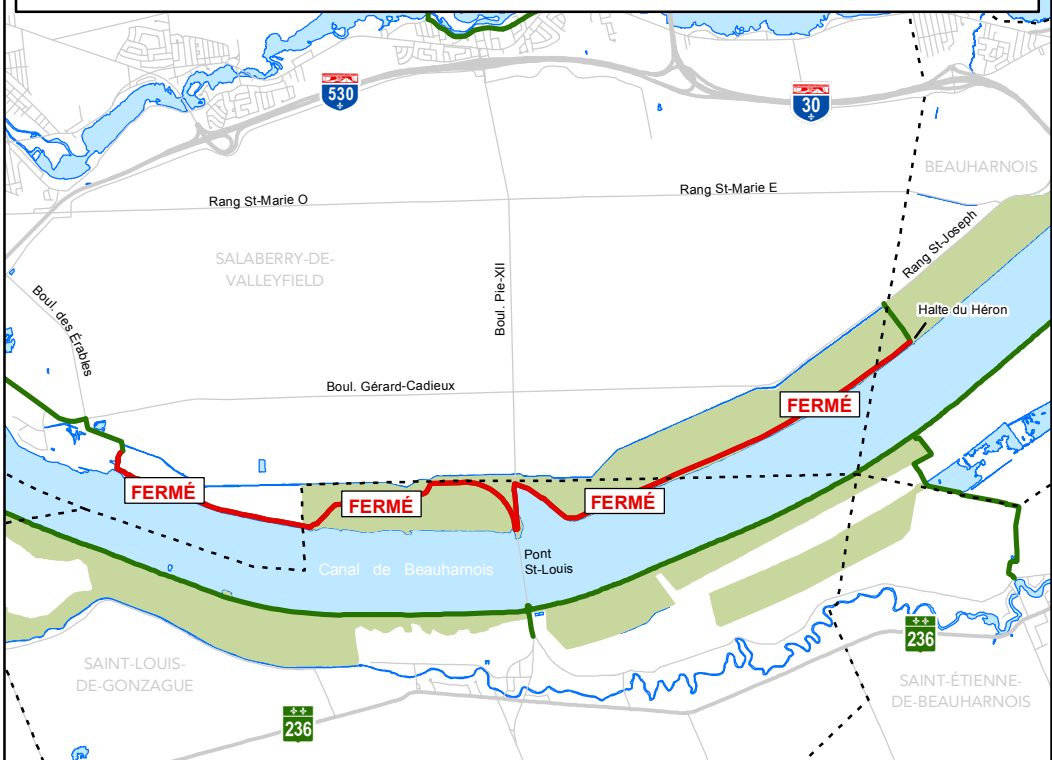 530
30
BEAUHARNOIS
Rang St-Marie O
Rang St-Marie E
SALABERRY-DE-
VALLEYFIELD
Boul. Pie-XII
Rang St-Joseph
Boul. des Érables
Halte du Héron
Boul. Gérard-Cadieux
FERMÉ
FERMÉ
FERMÉ
FERMÉ
Canal de Beauharnois
Pont
St-Louis
SAINT-LOUIS-
DE-GONZAGUE
236
SAINT-ÉTIENNE-
DE-BEAUHARNOIS
236